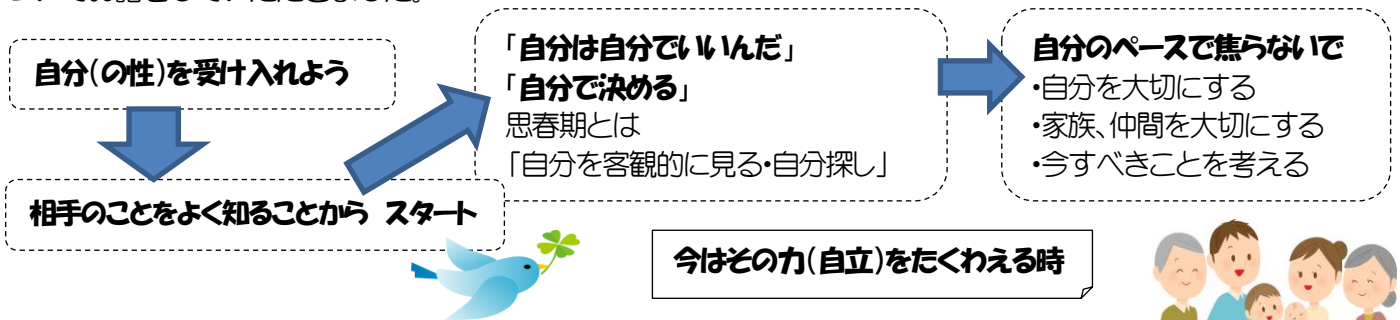 自分(の性)を受け入れよう
相手のことをよく知ることから スタート
「自分は自分でいいんだ」
「自分で決める」
思春期とは
「自分を客観的に見る・自分探し」
自分のペースで焦らないで
・自分を大切にする
・家族、仲間を大切にする
・今すべきことを考える
今はその力(自立)をたくわえる時